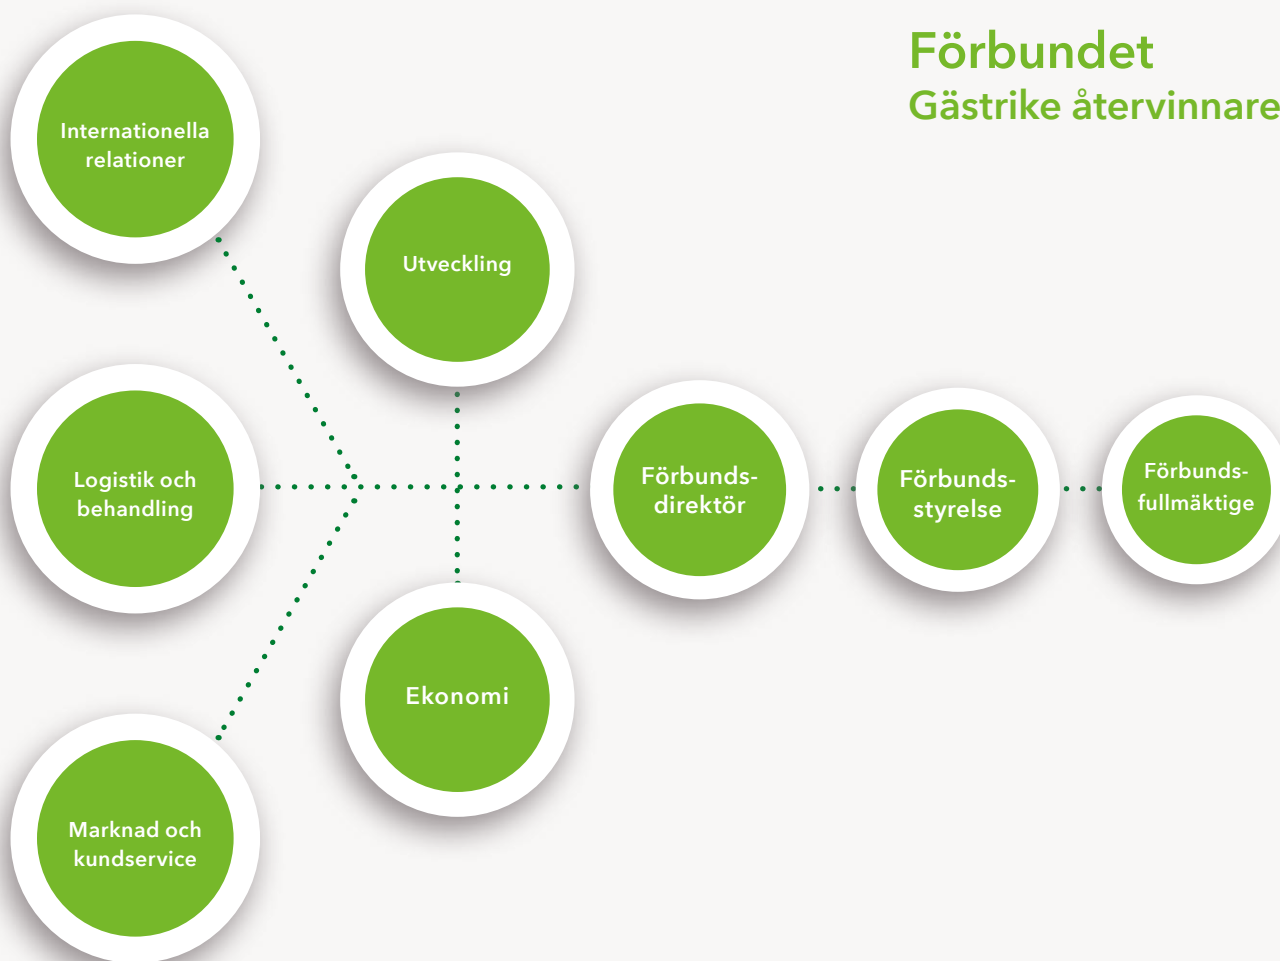 Förbundet
Gästrike återvinnare
Internationella
relationer
Utveckling
Logistik och
behandling
Förbunds-
direktör
Förbunds-
styrelse
Förbunds-
fullmäktige
Ekonomi
Marknad och
kundservice